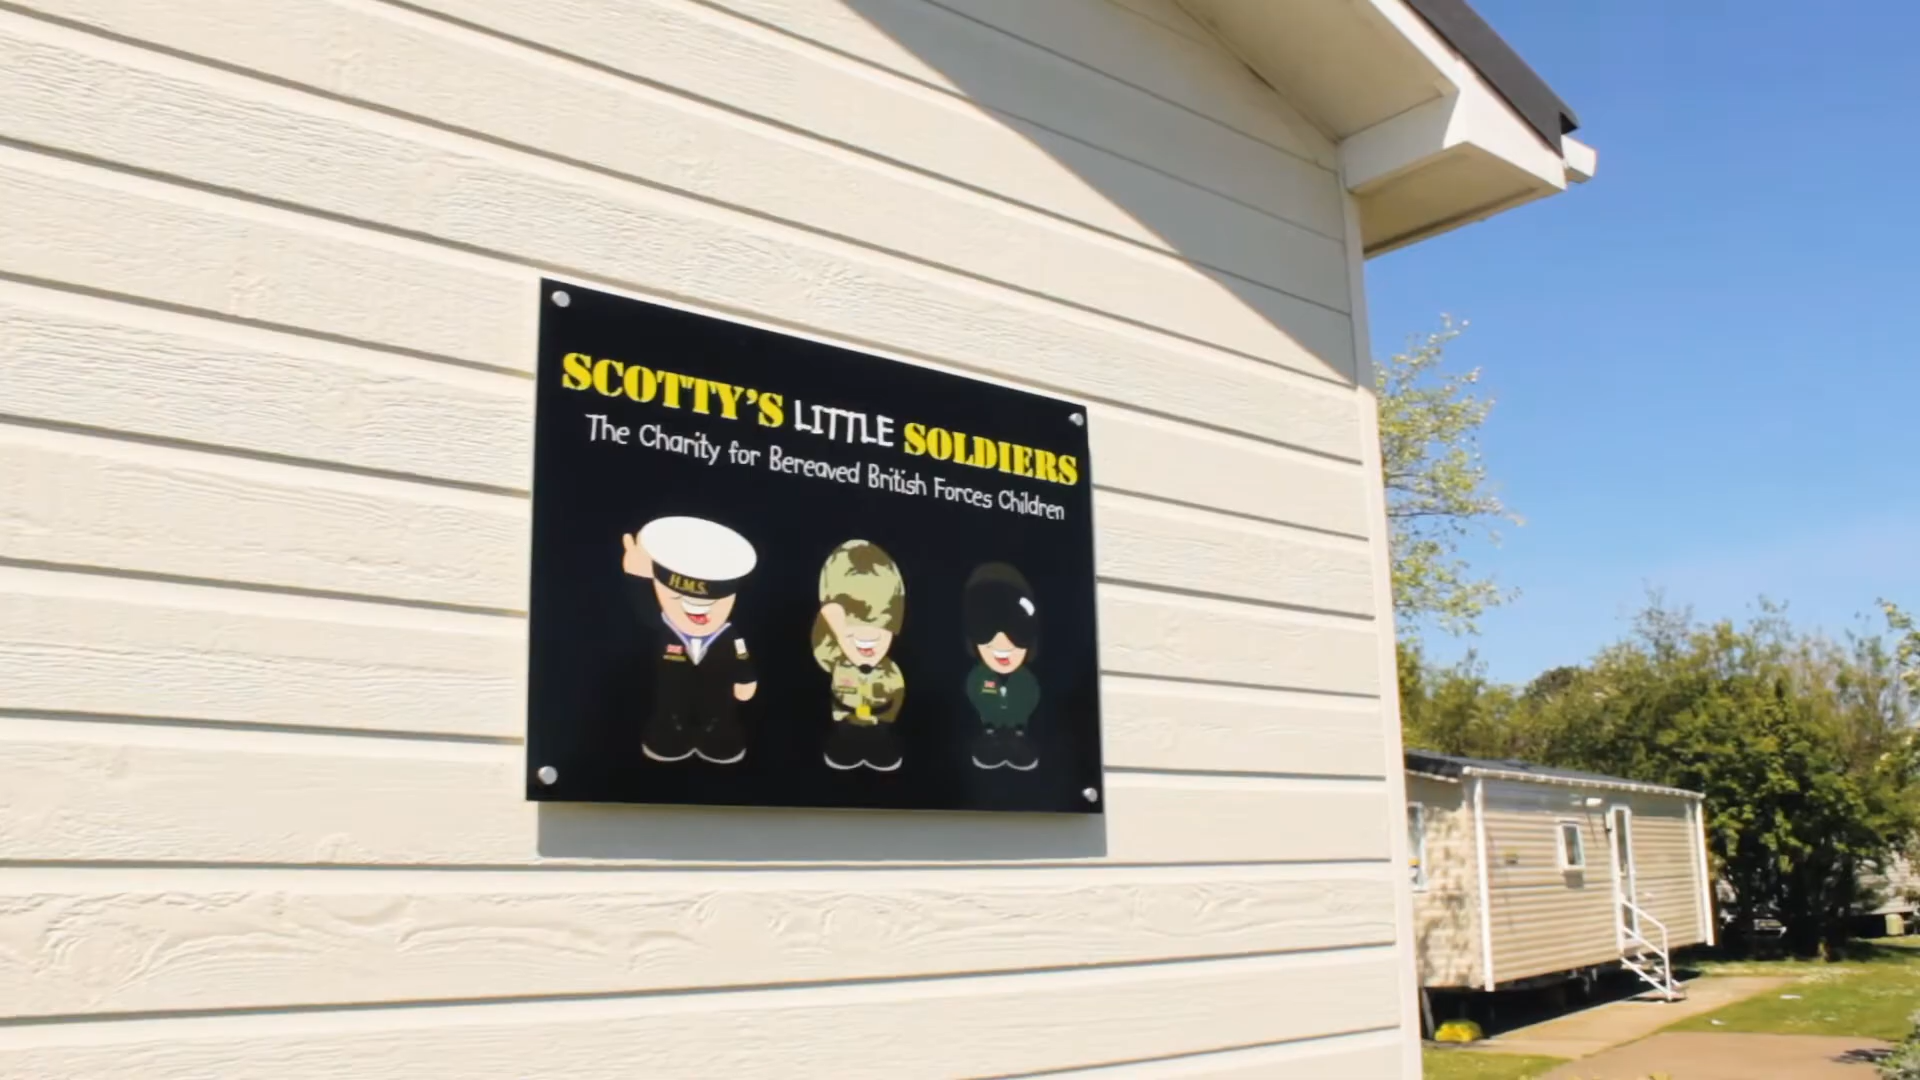 SCOTTY'S LITTLE SOLDIERS
The Charity for Bereaved British Forces Children
H.M.S.